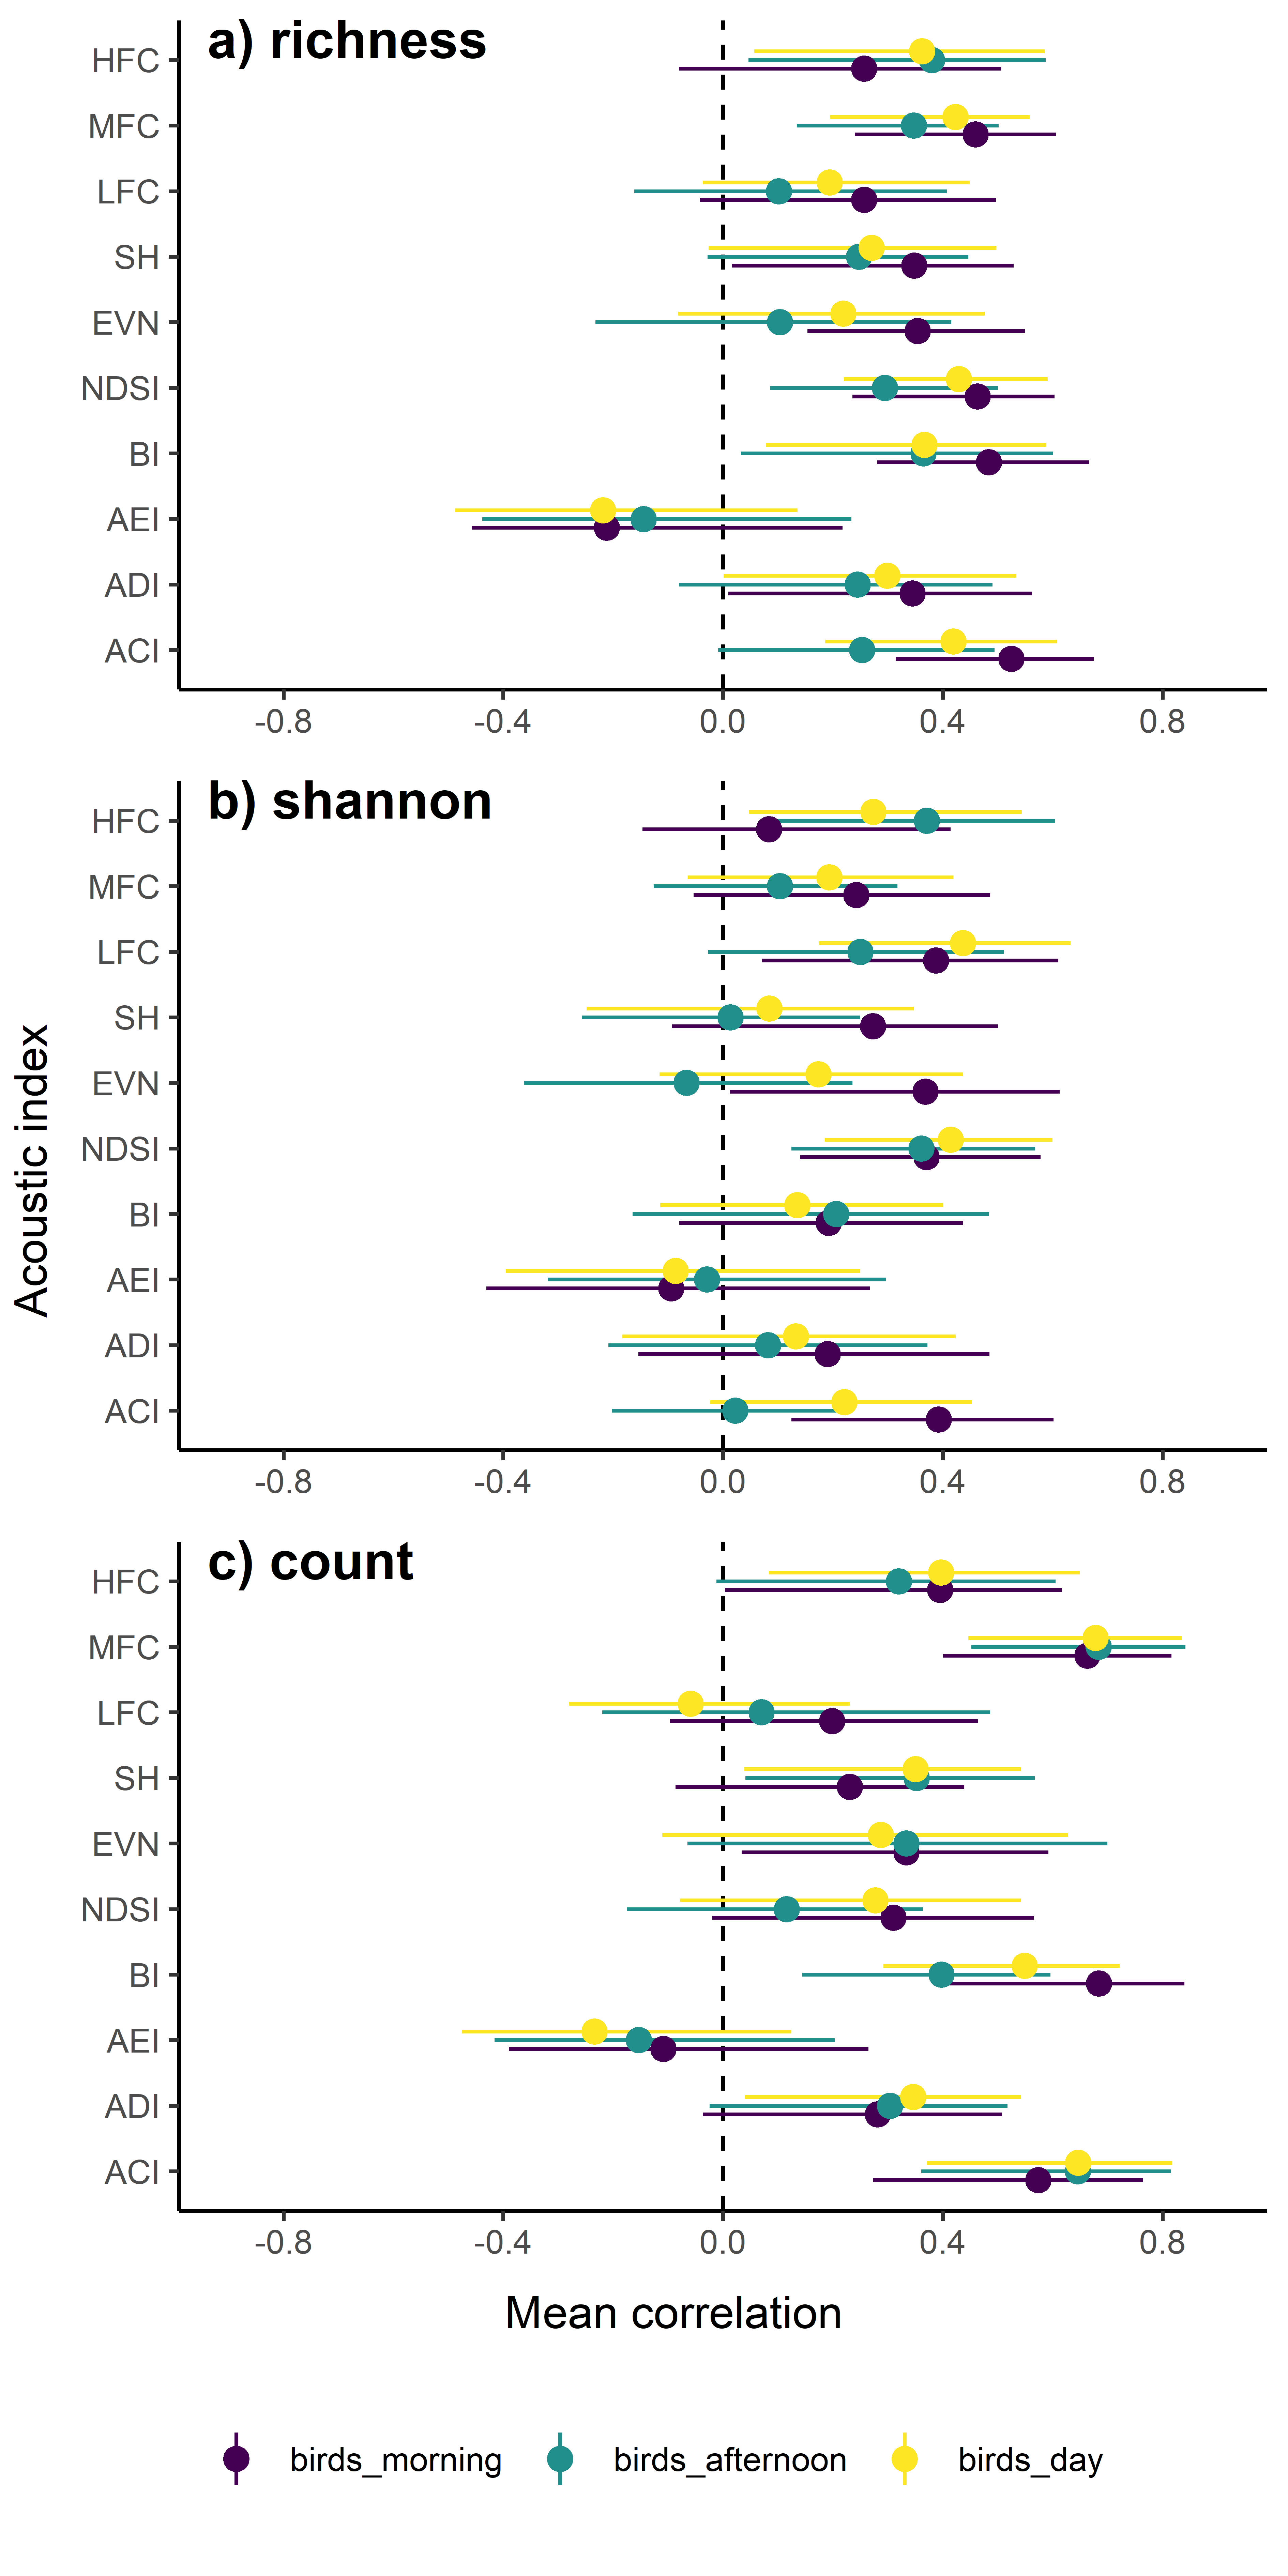 a) richness
HFC
MFC
LFC
SH
EVN
NDSI
BI
AEI
ADI
ACI
-0.8 -0.4 0.0 0.4 0.8
b) shannon
HFC
MFC
LFC
SH
EVN
NDSI
BI
AEI
ADI
ACI
-0.8 -0.4 0.0 0.4 0.8
Acoustic index
c) count
HFC
MFC
LFC
SH
EVN
NDSI
BI
AEI
ADI
ACI
-0.8 -0.4 0.0 0.4 0.8
Mean correlation
birds_morning birds_afternoon birds_day